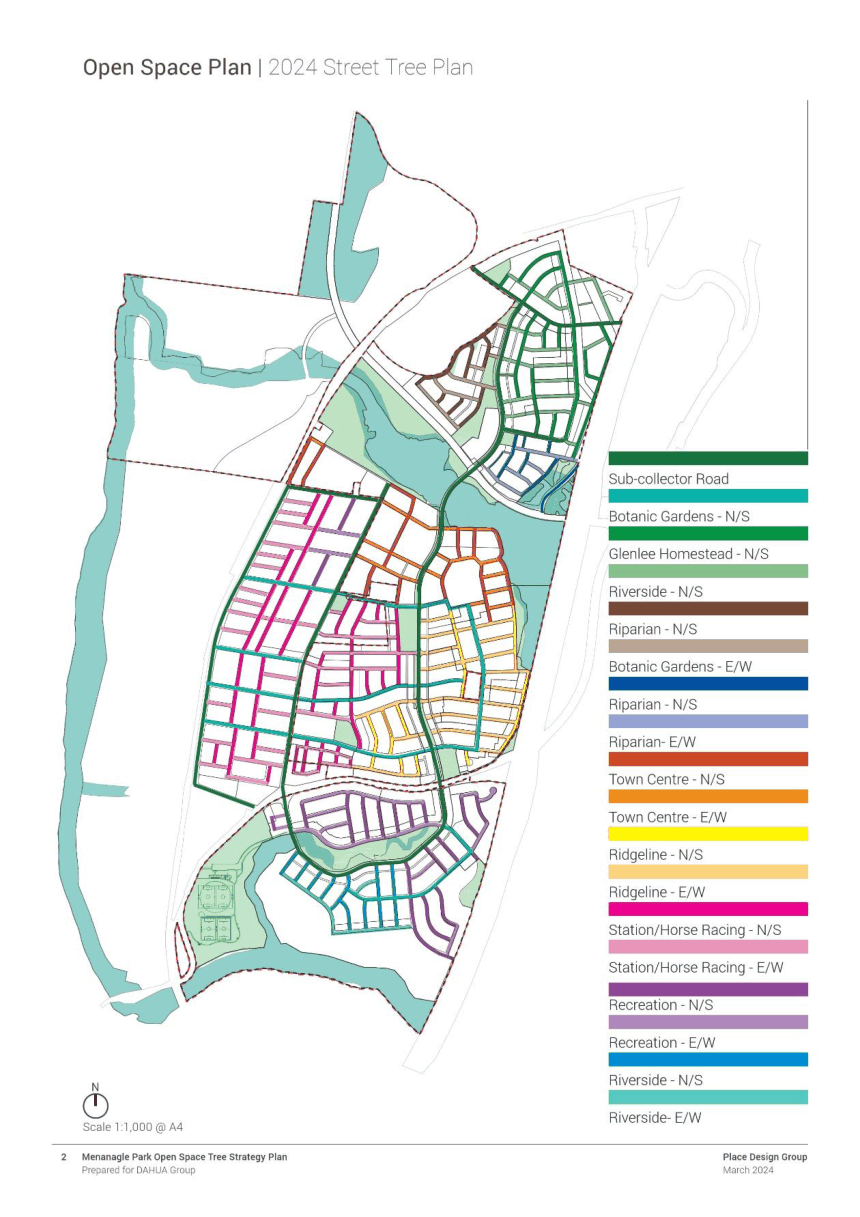 Open Space Plan | 2024 Street Tree Plan
Sub-collector Road
Botanic Gardens - N/S
Glenlee Homestead - N/S
Riverside - N/S
Riparian - N/S
Botanic Gardens - E/W
Riparian - N/S
Riparian- E/W
Town Centre - N/S
Town Centre - E/W
Ridgeline - N/S
Ridgeline - E/W
Station/Horse Racing - N/S
Station/Horse Racing - E/W
Recreation - N/S
Recreation - E/W
Riverside - N/S
Riverside- E/W
N
Scale 1:1,000 @ A4
2 Menanagle Park Open Space Tree Strategy Plan
Prepared for DAHUA Group
Place Design Group
March 2024